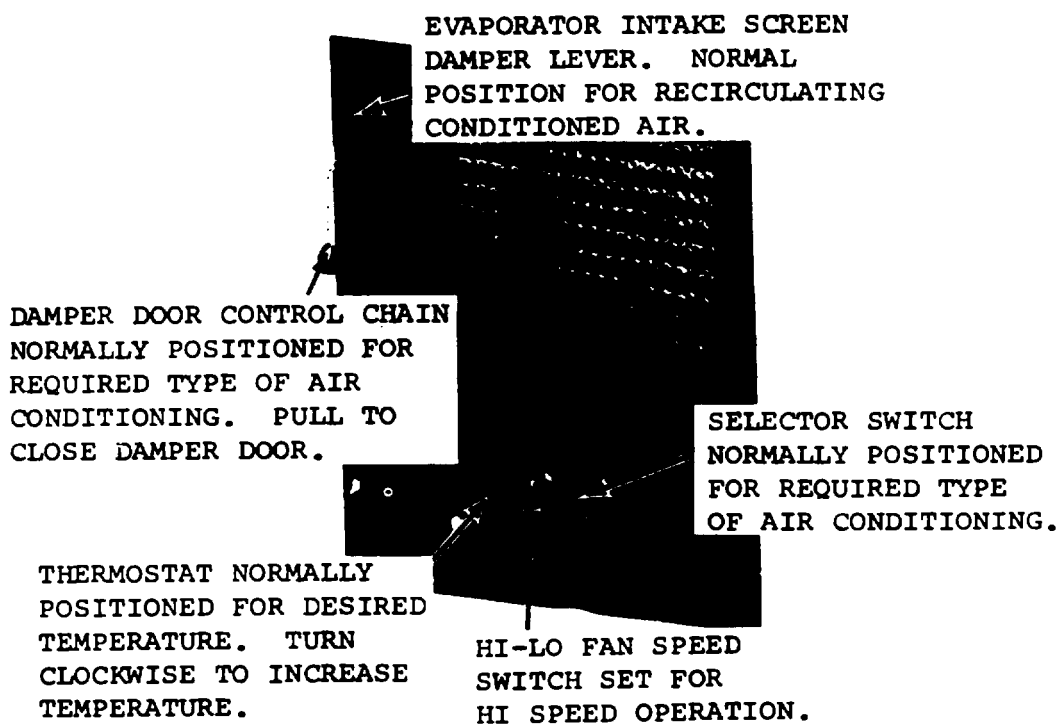 EVAPORATOR INTAKE SCREEN
DAMPER LEVER. NORMAL
POSITION FOR RECIRCULATING
CONDITIONED AIR.
DAMPER DOOR CONTROL CHAIN
NORMALLY POSITIONED FOR
REQUIRED TYPE OF AIR
CONDITIONING. PULL TO
CLOSE DAMPER DOOR.
SELECTOR SWITCH
NORMALLY POSITIONED
FOR REQUIRED TYPE
OF AIR CONDITIONING.
THERMOSTAT NORMALLY
POSITIONED FOR DESIRED
TEMPERATURE. TURN
CLOCKWISE TO INCREASE
TEMPERATURE.
HI-LO FAN SPEED
SWITCH SET FOR
HI SPEED OPERATION.